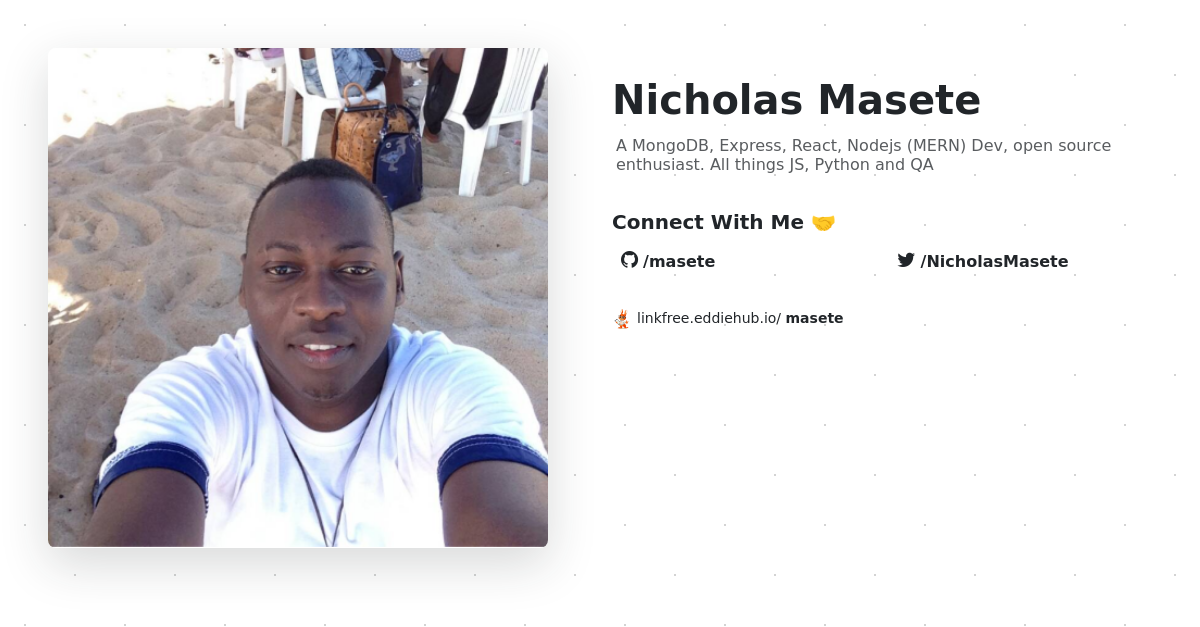 Nicholas Masete
A MongoDB, Express, React, Nodejs (MERN) Dev, open source
enthusiast. All things JS, Python and QA
Connect With Me 🤝
/masete
/NicholasMasete
linkfree.eddiehub.io/ masete